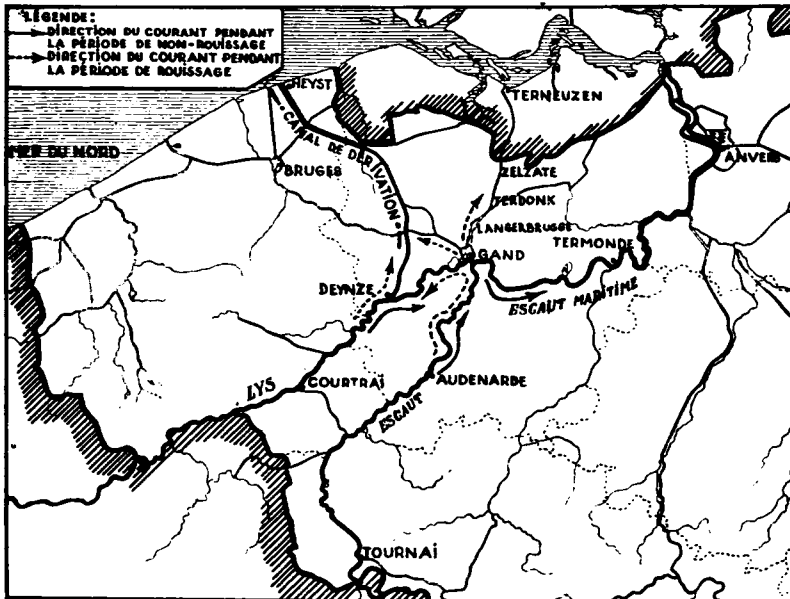 LÉGENDE:
DIRECTION DU COURANT PENDANT
LA PÉRIODE DE NON-ROUISSAGE
DIRECTION DU COURANT PENDANT
LA PÉRIODE DE ROUISSAGE
HEYST
TERNEUZEN
CANAL DE DÉRIVATION
MER DU NORD
ANVERS
BRUGES
ZELZATE
TERDONK
LANGERBRUGGE
TERMONDE
GAND
DEYNZE
ESCAUT MARITIME
LYS
COURTRAÏ
AUDENARDE
ESCAUT
TOURNAÏ